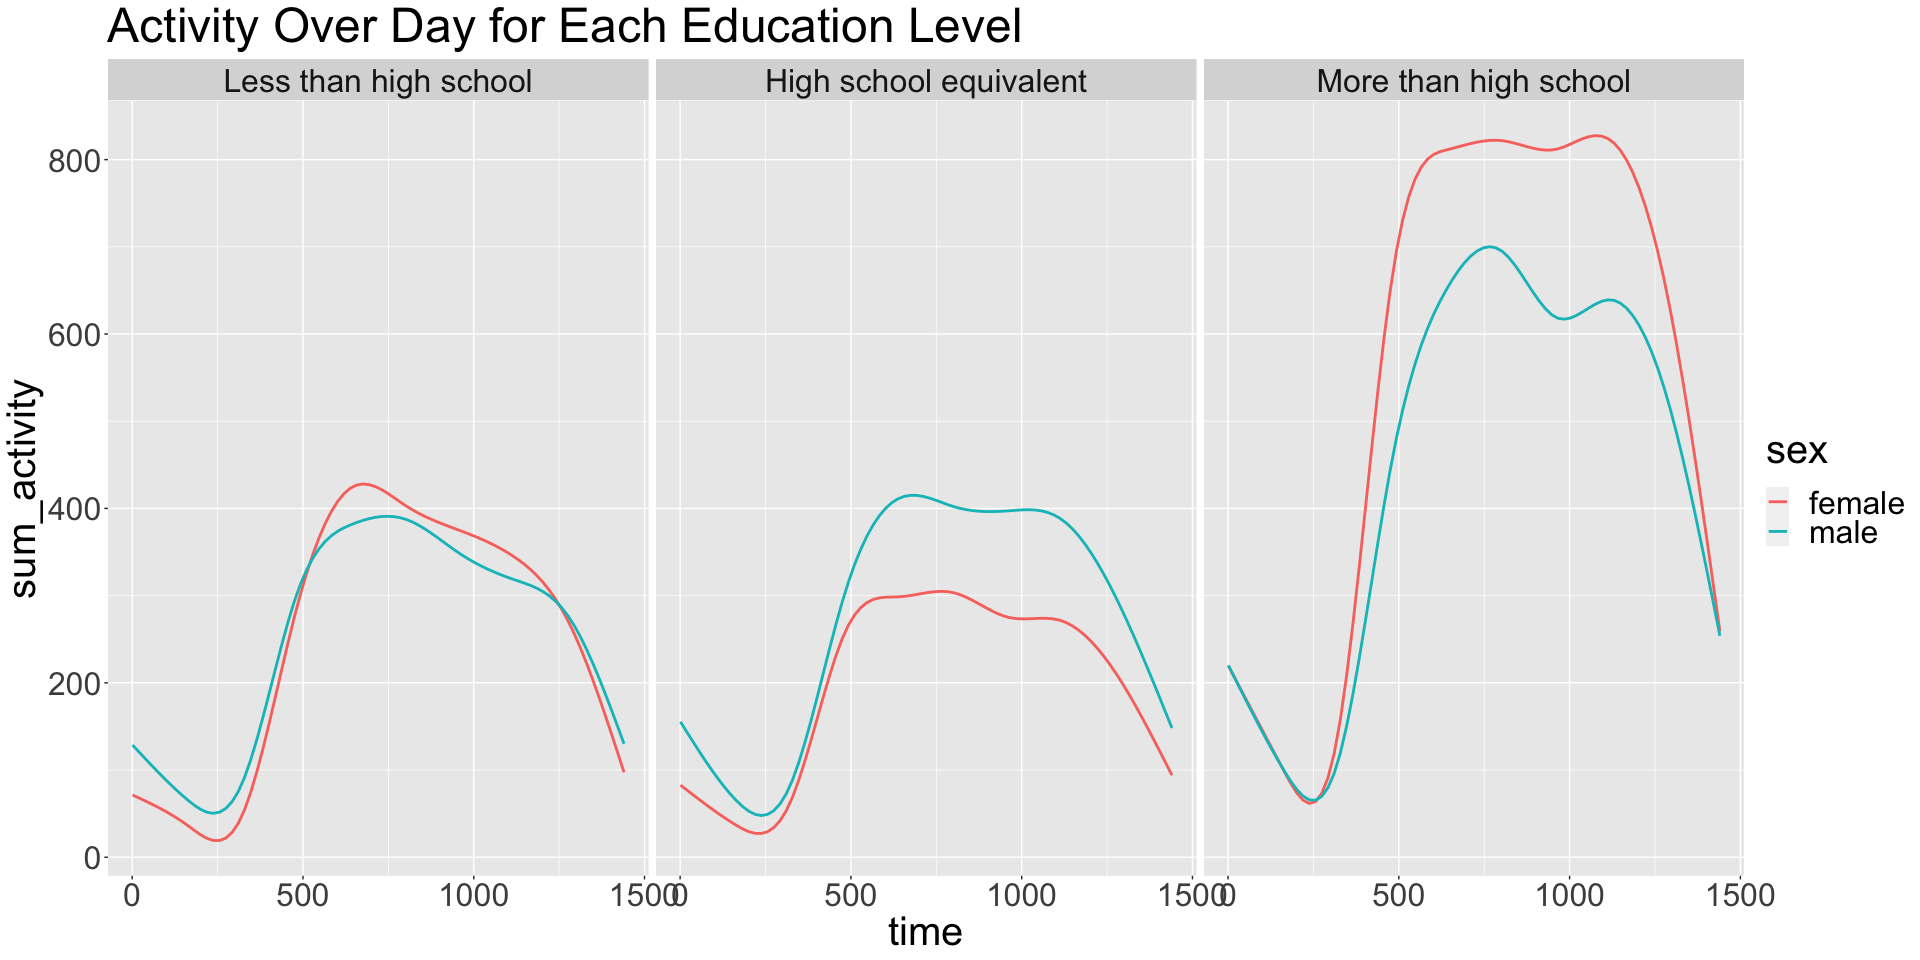 Activity Over Day for Each Education Level
Less than high school
High school equivalent
More than high school
sum_activity
800
600
400
200
0
0 500 1000 1500
0 500 1000 1500
0 500 1000 1500
time
sex
female
male